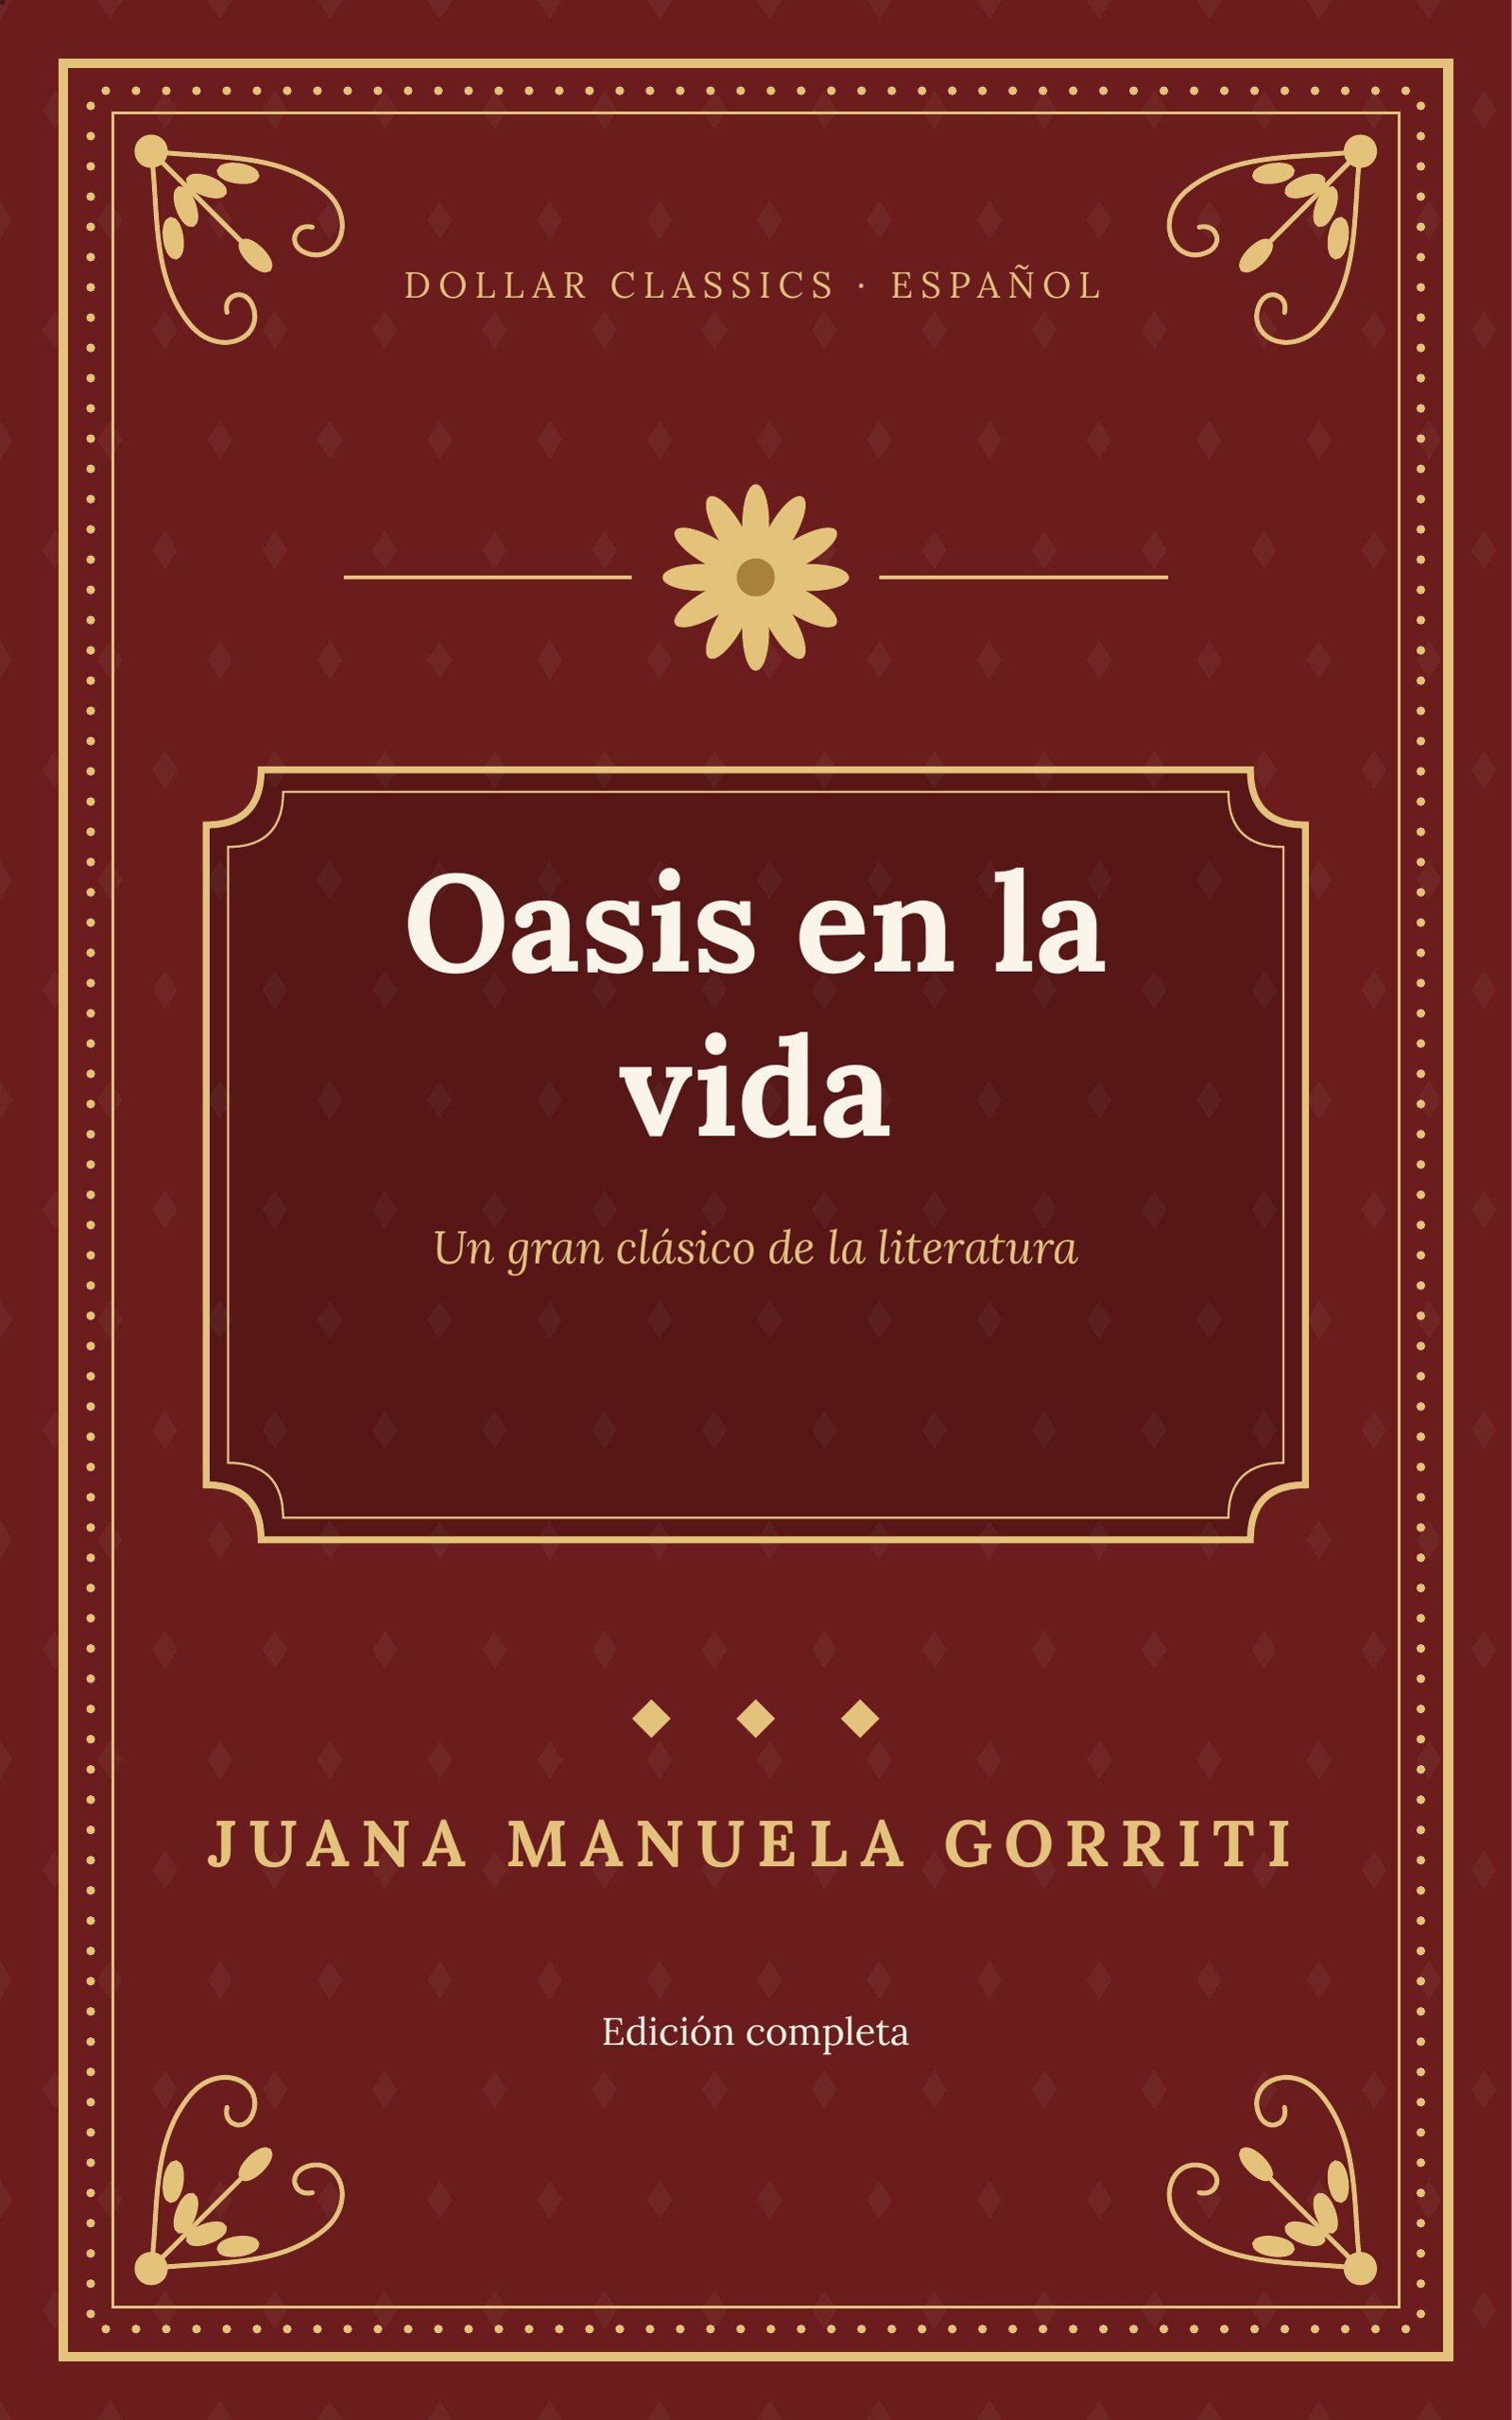 DOLLAR CLASSICS · ESPAÑOL
Oasis en la
vida
Un gran clásico de la literatura
JUANA MANUELA GORRITI
Edición completa